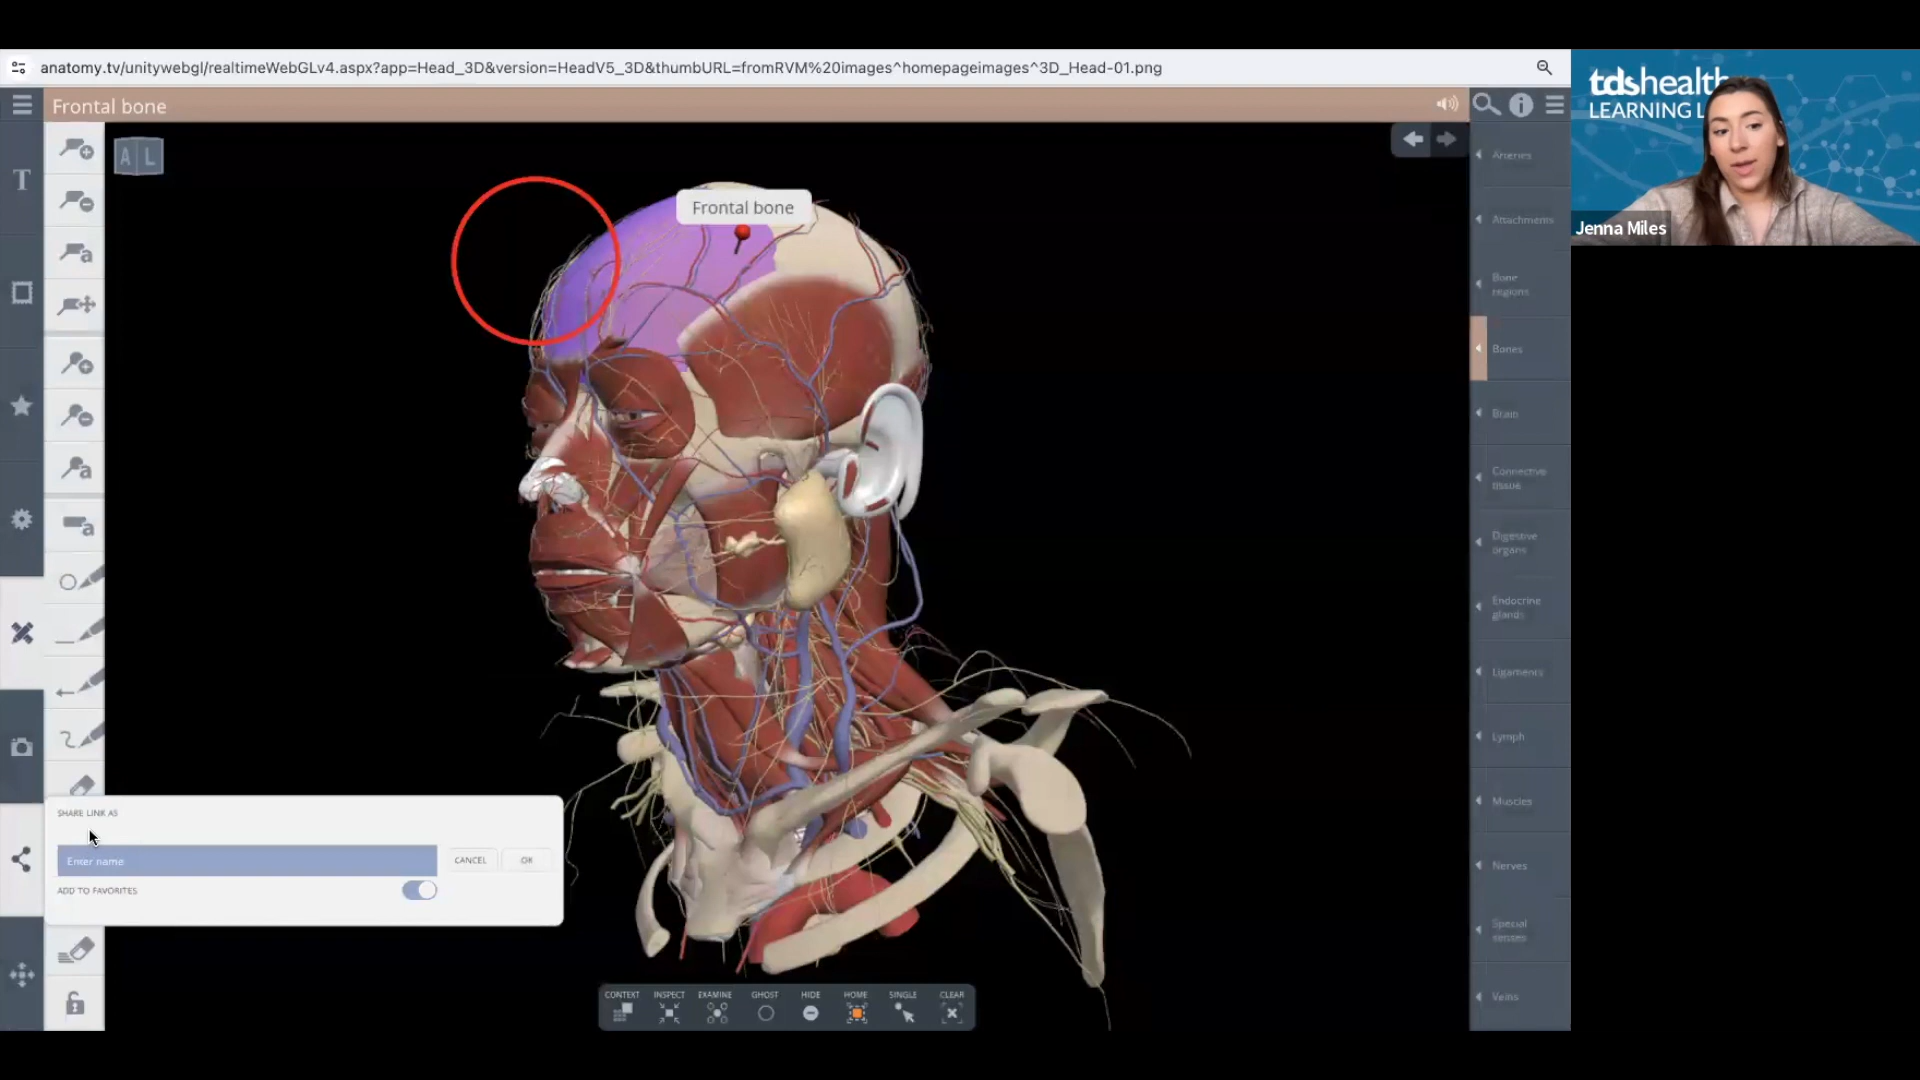 anatomy.tv/unitywebgl/realtimeWebGLv4.aspx?app=Head_3D&version=HeadV5_3D&thumbURL=fromRVM%20images^homepageimages^3D_Head-01.png
Frontal bone
A L
T
a
a
a
Frontal bone
SHARE LINK AS
Enter name
CANCEL
OK
ADD TO FAVORITES
CONTEXT
INSPECT
EXAMINE
GHOST
HIDE
HOME
SINGLE
CLEAR
Arteries
Attachments
Bone
regions
Bones
Brain
Connective
tissue
Digestive
organs
Endocrine
glands
Ligaments
Lymph
Muscles
Nerves
Special
senses
Veins
tdshealth
LEARNING L
Jenna Miles